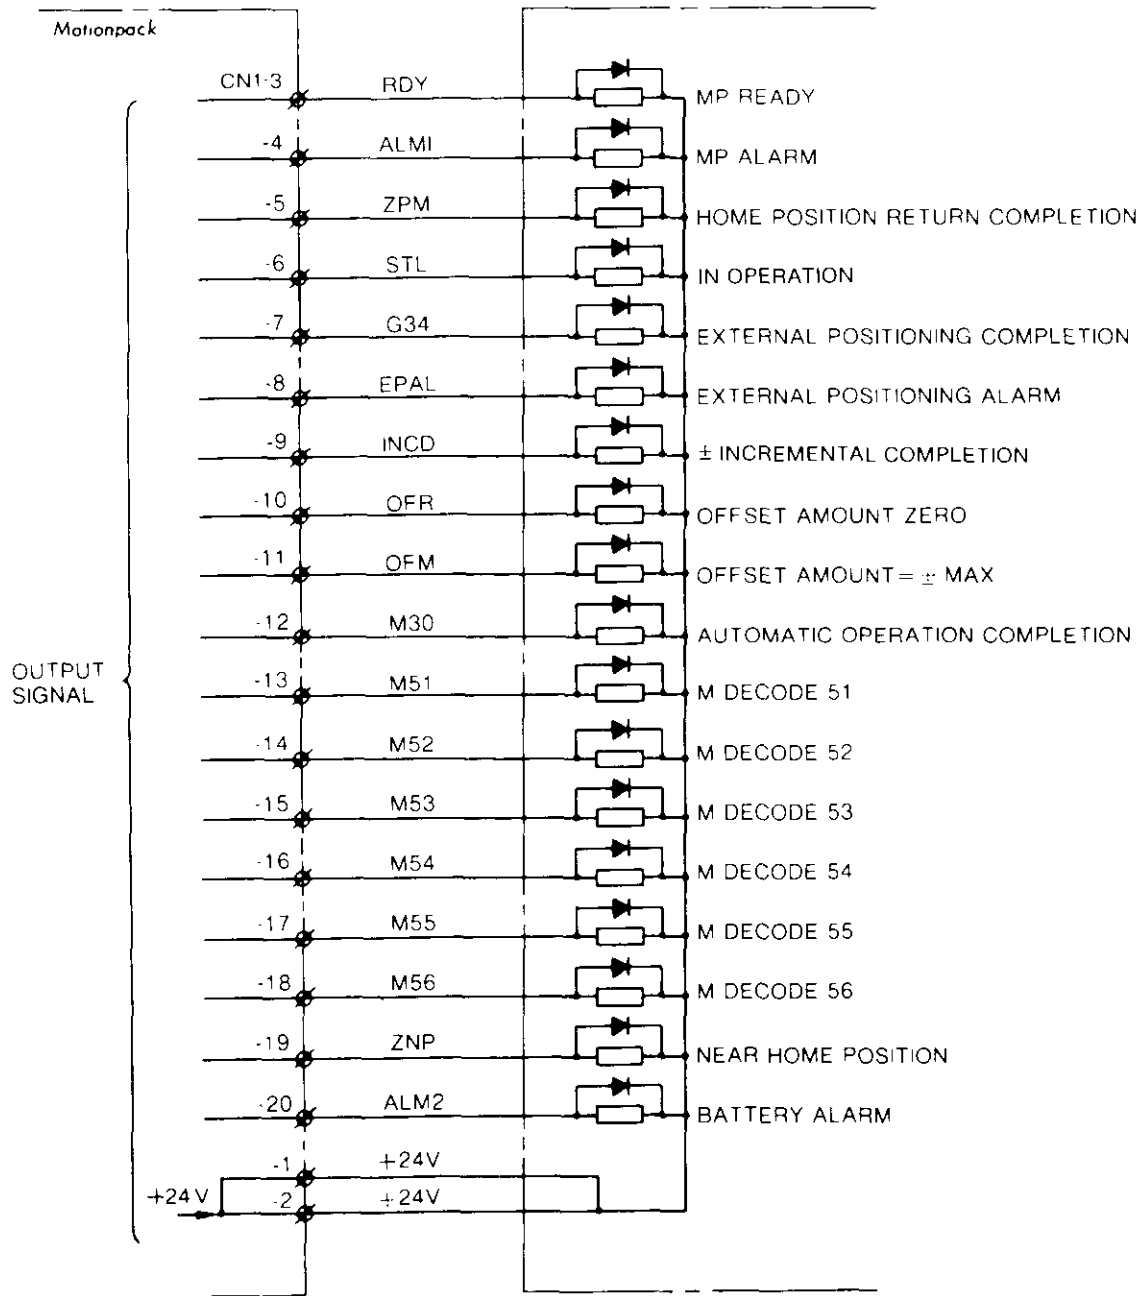 Motionpack
CN1-3 RDY MP READY
-4 ALM1 MP ALARM
-5 ZPM HOME POSITION RETURN COMPLETION
-6 STL IN OPERATION
-7 G34 EXTERNAL POSITIONING COMPLETION
-8 EPAL EXTERNAL POSITIONING ALARM
-9 INCD ± INCREMENTAL COMPLETION
-10 OFR OFFSET AMOUNT ZERO
-11 OFM OFFSET AMOUNT = ± MAX
-12 M30 AUTOMATIC OPERATION COMPLETION
OUTPUT
SIGNAL
-13 M51 M DECODE 51
-14 M52 M DECODE 52
-15 M53 M DECODE 53
-16 M54 M DECODE 54
-17 M55 M DECODE 55
-18 M56 M DECODE 56
-19 ZNP NEAR HOME POSITION
-20 ALM2 BATTERY ALARM
-1 +24V
+24V -2 +24V